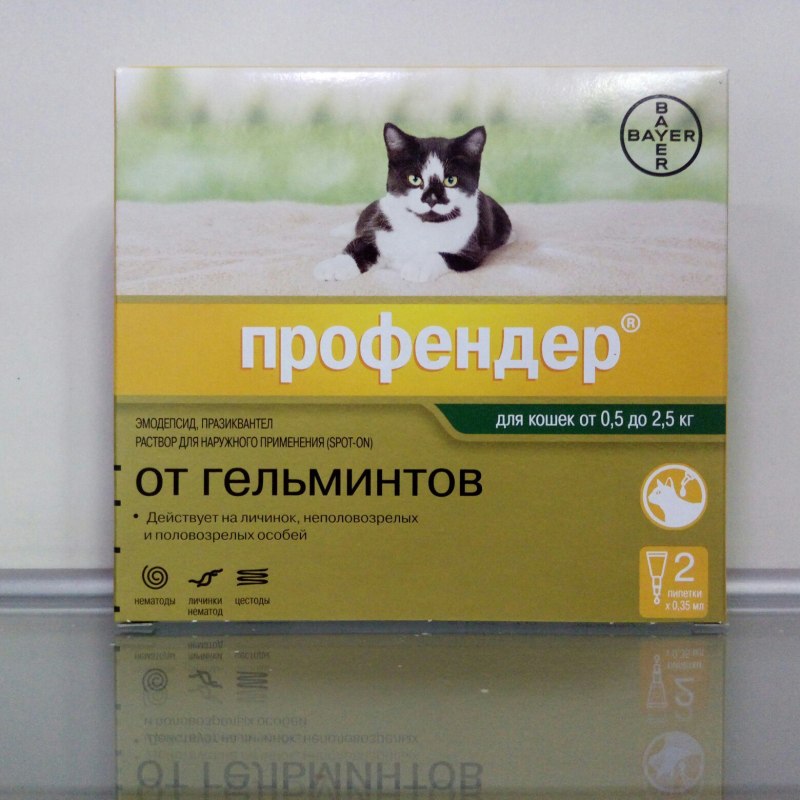 BAYER
BAYER
профендер®
для кошек от 0,5 до 2,5 кг
ЭМОДЕПСИД, ПРАЗИКВАНТЕЛ
РАСТВОР ДЛЯ НАРУЖНОГО ПРИМЕНЕНИЯ (SPOT-ON)
от гельминтов
• Действует на личинок, неполовозрелых
и половозрелых особей
нематоды
личинки
нематод
цестоды
2
пипетки
х 0,35 мл